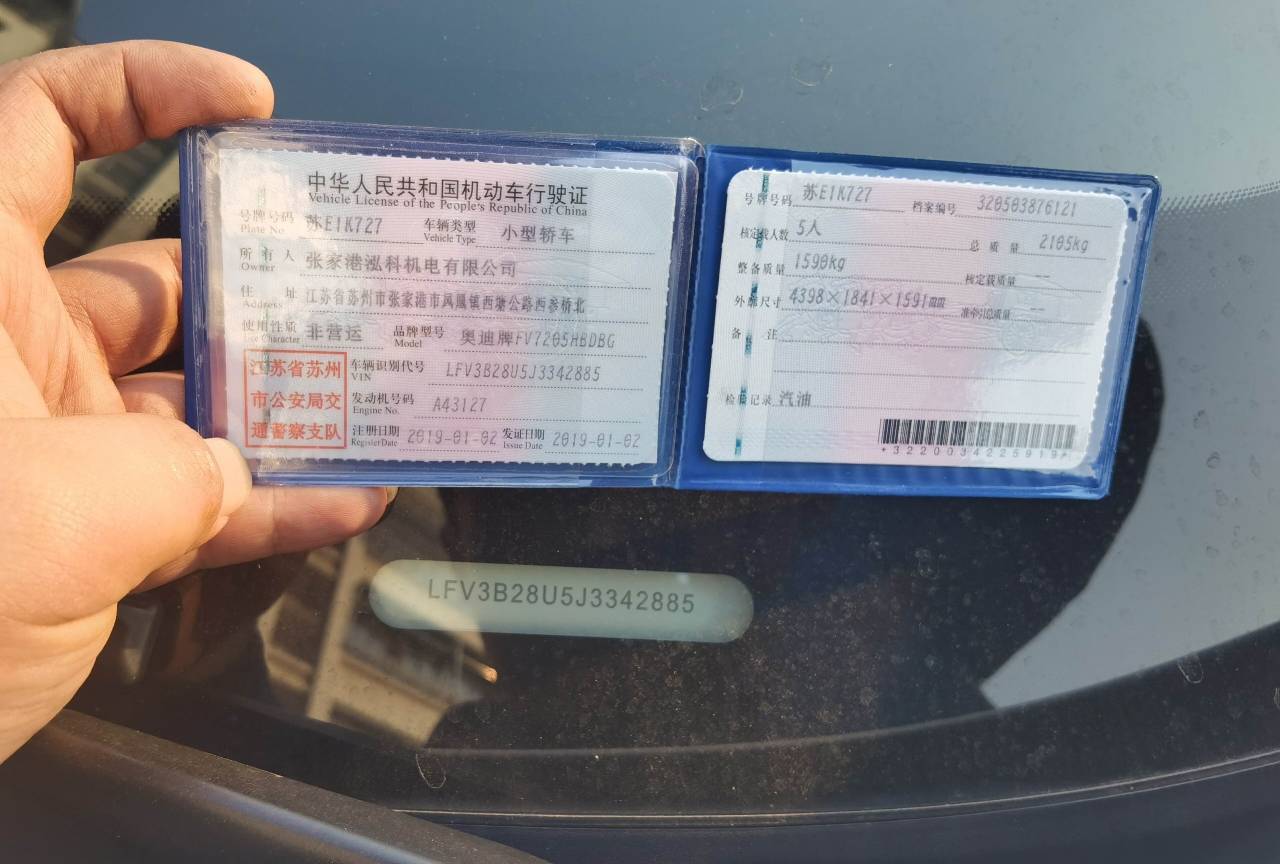 中华人民共和国机动车行驶证
Vehicle License of the People's Republic of China
号牌号码 苏E1K727 车辆类型 小型轿车
Plate No. Vehicle Type
所有人 张家港泓科机电有限公司
Owner
住址 江苏省苏州市张家港市凤凰镇西塘公路西参桥北
Address
使用性质 非营运 品牌型号 奥迪牌FV7205HBDBG
Use Character Model
江苏省苏州
市公安局交
通警察支队
车辆识别代号 LFV3B28U5J3342885
VIN
发动机号码 A43127
Engine No.
注册日期 2019-01-02 发证日期 2019-01-02
Register Date Issue Date
号牌号码 苏E1K727 档案编号 320503876121
核定载人数 5人 总质量 2105kg
整备质量 1590kg 核定载质量 --
外廓尺寸 4398×1841×1591mm 准牵引总质量 --
备注
检验记录 汽油
*3220034225919*
LFV3B28U5J3342885